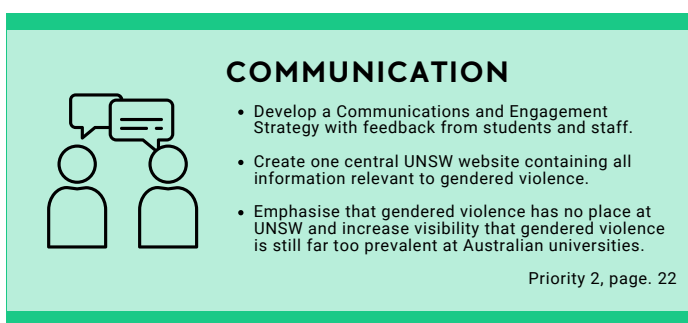 COMMUNICATION
• Develop a Communications and Engagement
Strategy with feedback from students and staff.
• Create one central UNSW website containing all
information relevant to gendered violence.
• Emphasise that gendered violence has no place at
UNSW and increase visibility that gendered violence
is still far too prevalent at Australian universities.
Priority 2, page. 22